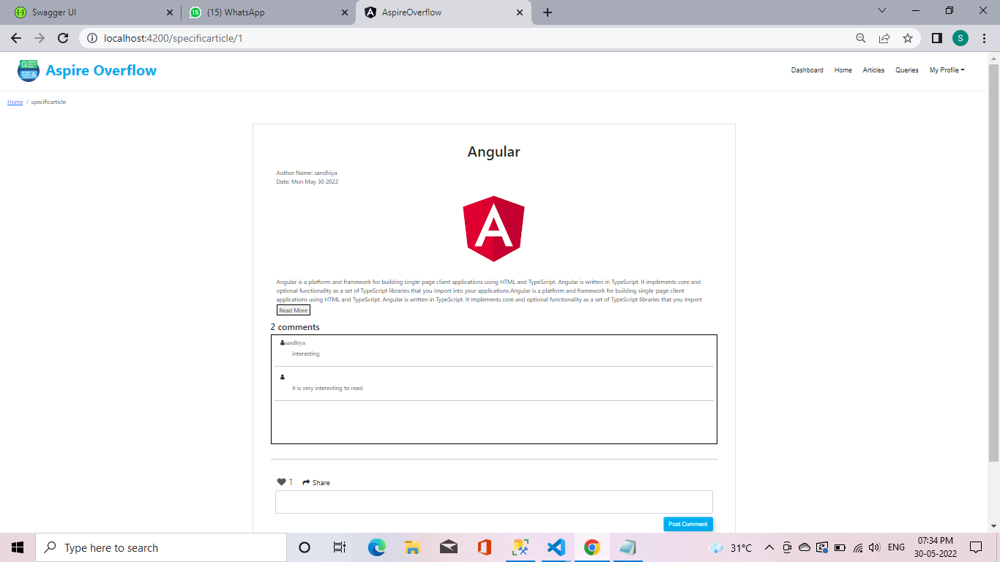 Swagger UI
(15) WhatsApp
AspireOverflow
localhost:4200/specificarticle/1
S
Aspire Overflow
Dashboard
Home
Articles
Queries
My Profile
Home / specificarticle
Angular
Author Name: sandhiya
Date: Mon May 30 2022
Angular is a platform and framework for building single-page client applications using HTML and TypeScript. Angular is written in TypeScript. It implements core and
optional functionality as a set of TypeScript libraries that you import into your applications.Angular is a platform and framework for building single-page client
applications using HTML and TypeScript. Angular is written in TypeScript. It implements core and optional functionality as a set of TypeScript libraries that you import
Read More
2 comments
sandhiya
interesting
it is very interesting to read
1 Share
Post Comment
Type here to search
31°C
ENG
07:34 PM
30-05-2022